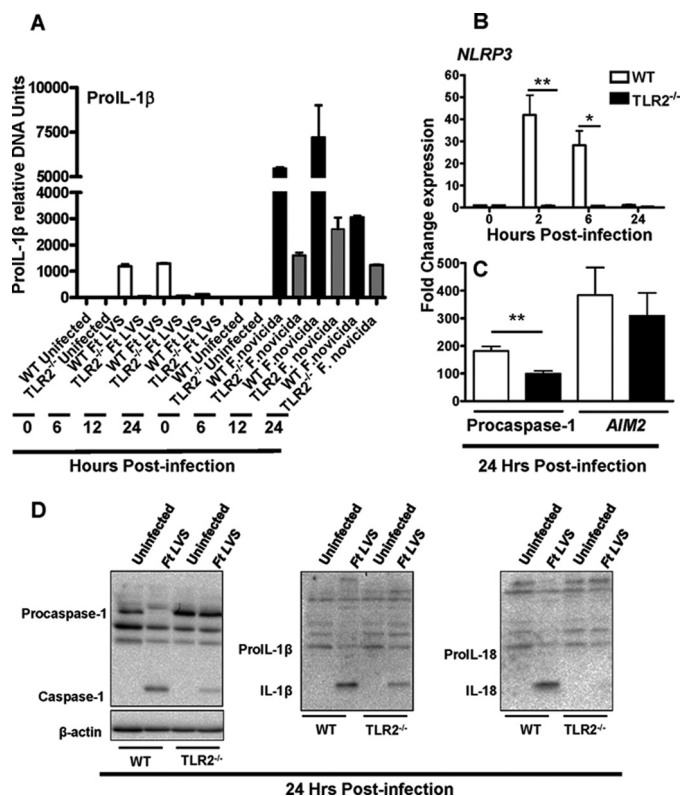 A
ProIL-1β relative DNA Units
ProIL-1β
10000
7500
5000
4000
3000
2000
1000
0
WT Uninfected
TLR2-/- Uninfected
WT Ft LVS
TLR2-/- Ft LVS
WT Ft LVS
TLR2-/- Ft LVS
WT Ft LVS
TLR2-/- Ft LVS
WT Uninfected
TLR2-/- Uninfected
WT F. novicida
TLR2-/- F. novicida
WT F. novicida
TLR2 F. novicida
WT F. novicida
TLR2-/- F. novicida
0 6 12 24 0 6 12 24
Hours Post-infection
B
NLRP3
WT
TLR2-/-
60
50
40
30
20
10
0
**
*
0 2 6 24
Hours Post-infection
Fold Change expression
C
500
400
300
200
100
0
**
Procaspase-1 AIM2
24 Hrs Post-infection
D
Uninfected
Ft LVS
Uninfected
Ft LVS
Procaspase-1
Caspase-1
β-actin
WT TLR2-/-
Uninfected
Ft LVS
Uninfected
Ft LVS
ProIL-1β
IL-1β
WT TLR2-/-
Uninfected
Ft LVS
Uninfected
Ft LVS
ProIL-18
IL-18
WT TLR2-/-
24 Hrs Post-infection